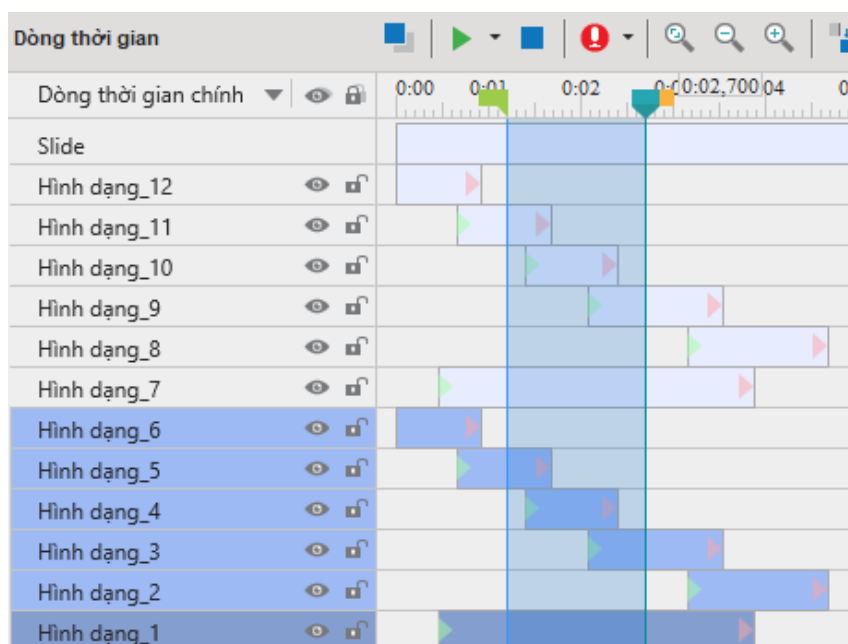 Dòng thời gian
Dòng thời gian chính 0:00 0:01 0:02 0:02,700 04 0
Slide
Hình dạng_12
Hình dạng_11
Hình dạng_10
Hình dạng_9
Hình dạng_8
Hình dạng_7
Hình dạng_6
Hình dạng_5
Hình dạng_4
Hình dạng_3
Hình dạng_2
Hình dạng_1